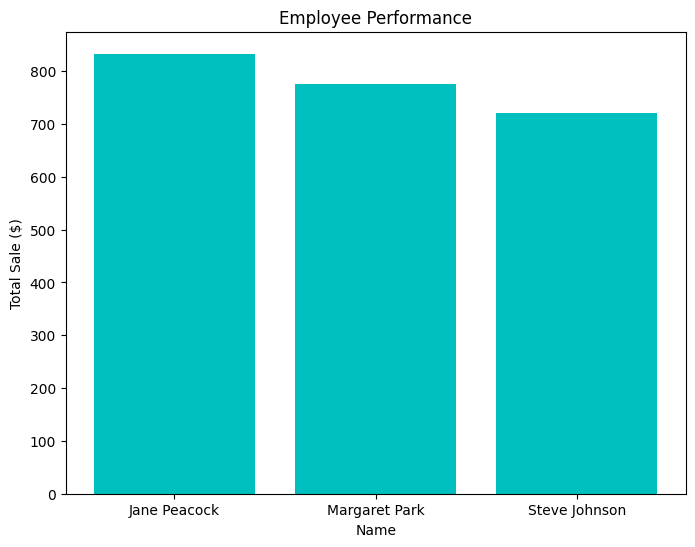 Employee Performance
Total Sale ($)
800
700
600
500
400
300
200
100
0
Jane Peacock
Margaret Park
Steve Johnson
Name